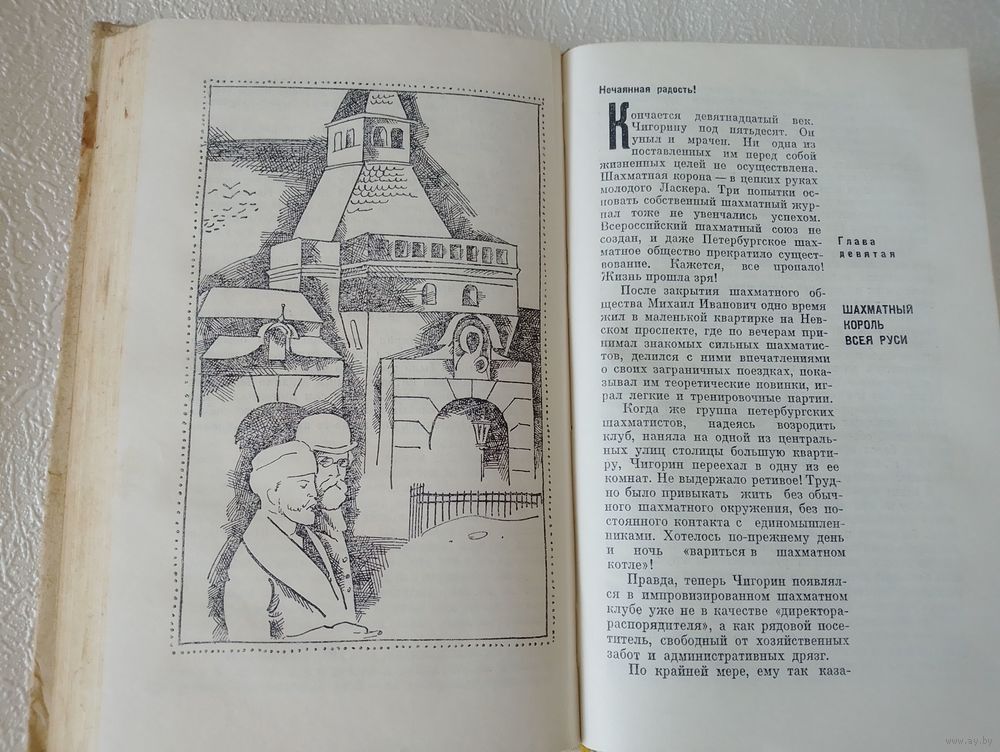 Нечаянная радость!
Кончается девятнадцатый век.
Чигорину под пятьдесят. Он
уныл и мрачен. Ни одна из
поставленных им перед собой
жизненных целей не осуществлена.
Шахматная корона — в цепких руках
молодого Ласкера. Три попытки ос-
новать собственный шахматный жур-
нал тоже не увенчались успехом.
Всероссийский шахматный союз не
создан, и даже Петербургское шах-
матное общество прекратило сущест-
вование. Кажется, все пропало!
Жизнь прошла зря!
После закрытия шахматного об-
щества Михаил Иванович одно время
жил в маленькой квартирке на Нев-
ском проспекте, где по вечерам при-
нимал знакомых сильных шахматис-
тов, делился с ними впечатлениями
о своих заграничных поездках, пока-
зывал им теоретические новинки, иг-
рал легкие и тренировочные партии.
Когда же группа петербургских
шахматистов, надеясь возродить
клуб, наняла на одной из централь-
ных улиц столицы большую кварти-
ру, Чигорин переехал в одну из ее
комнат. Не выдержало ретивое! Труд-
но было привыкать жить без обыч-
ного шахматного окружения, без по-
стоянного контакта с единомышлен-
никами. Хотелось по-прежнему день
и ночь «вариться в шахматном
котле»!
Правда, теперь Чигорин появлял-
ся в импровизированном шахматном
клубе уже не в качестве «директора-
распорядителя», а как рядовой посе-
титель, свободный от хозяйственных
забот и административных дрязг.
По крайней мере, ему так каза-
Глава
девятая
ШАХМАТНЫЙ
КОРОЛЬ
ВСЕЯ РУСИ
www.ay.by